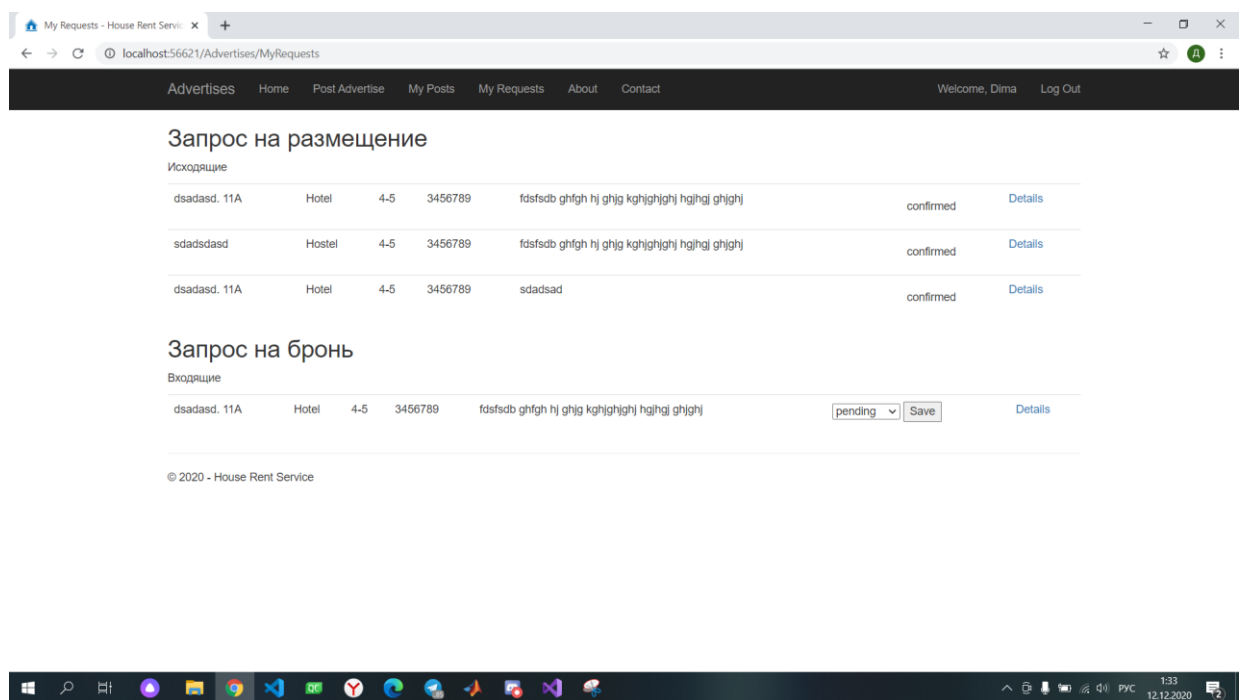 My Requests - House Rent Servic
localhost:56621/Advertises/MyRequests
Д
Advertises Home Post Advertise My Posts My Requests About Contact Welcome, Dima Log Out
Запрос на размещение
Исходящие
dsadasd. 11A Hotel 4-5 3456789 fdsfsdb ghfgh hj ghjg kghjghjghj hgjhgj ghjghj confirmed Details
sdadsdasd Hostel 4-5 3456789 fdsfsdb ghfgh hj ghjg kghjghjghj hgjhgj ghjghj confirmed Details
dsadasd. 11A Hotel 4-5 3456789 sdadsad confirmed Details
Запрос на бронь
Входящие
dsadasd. 11A Hotel 4-5 3456789 fdsfsdb ghfgh hj ghjg kghjghjghj hgjhgj ghjghj pending Save Details
© 2020 - House Rent Service
QC РУС 1:33
12.12.2020 2